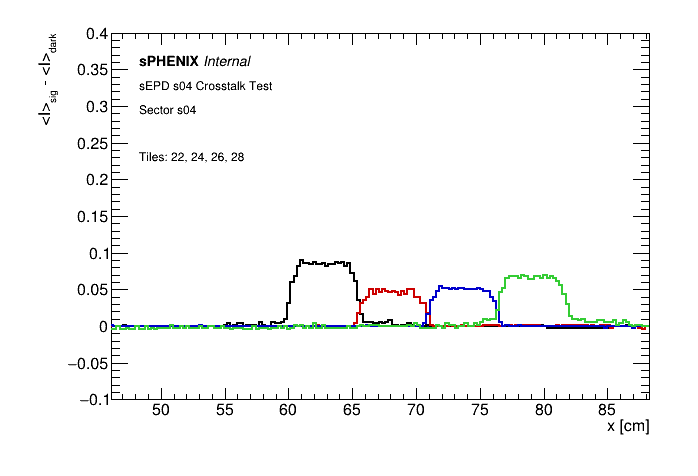 <I>sig - <I>dark
0.4
0.35
0.3
0.25
0.2
0.15
0.1
0.05
0
−0.05
−0.1
sPHENIX Internal
sEPD s04 Crosstalk Test
Sector s04
Tiles: 22, 24, 26, 28
50 55 60 65 70 75 80 85
x [cm]